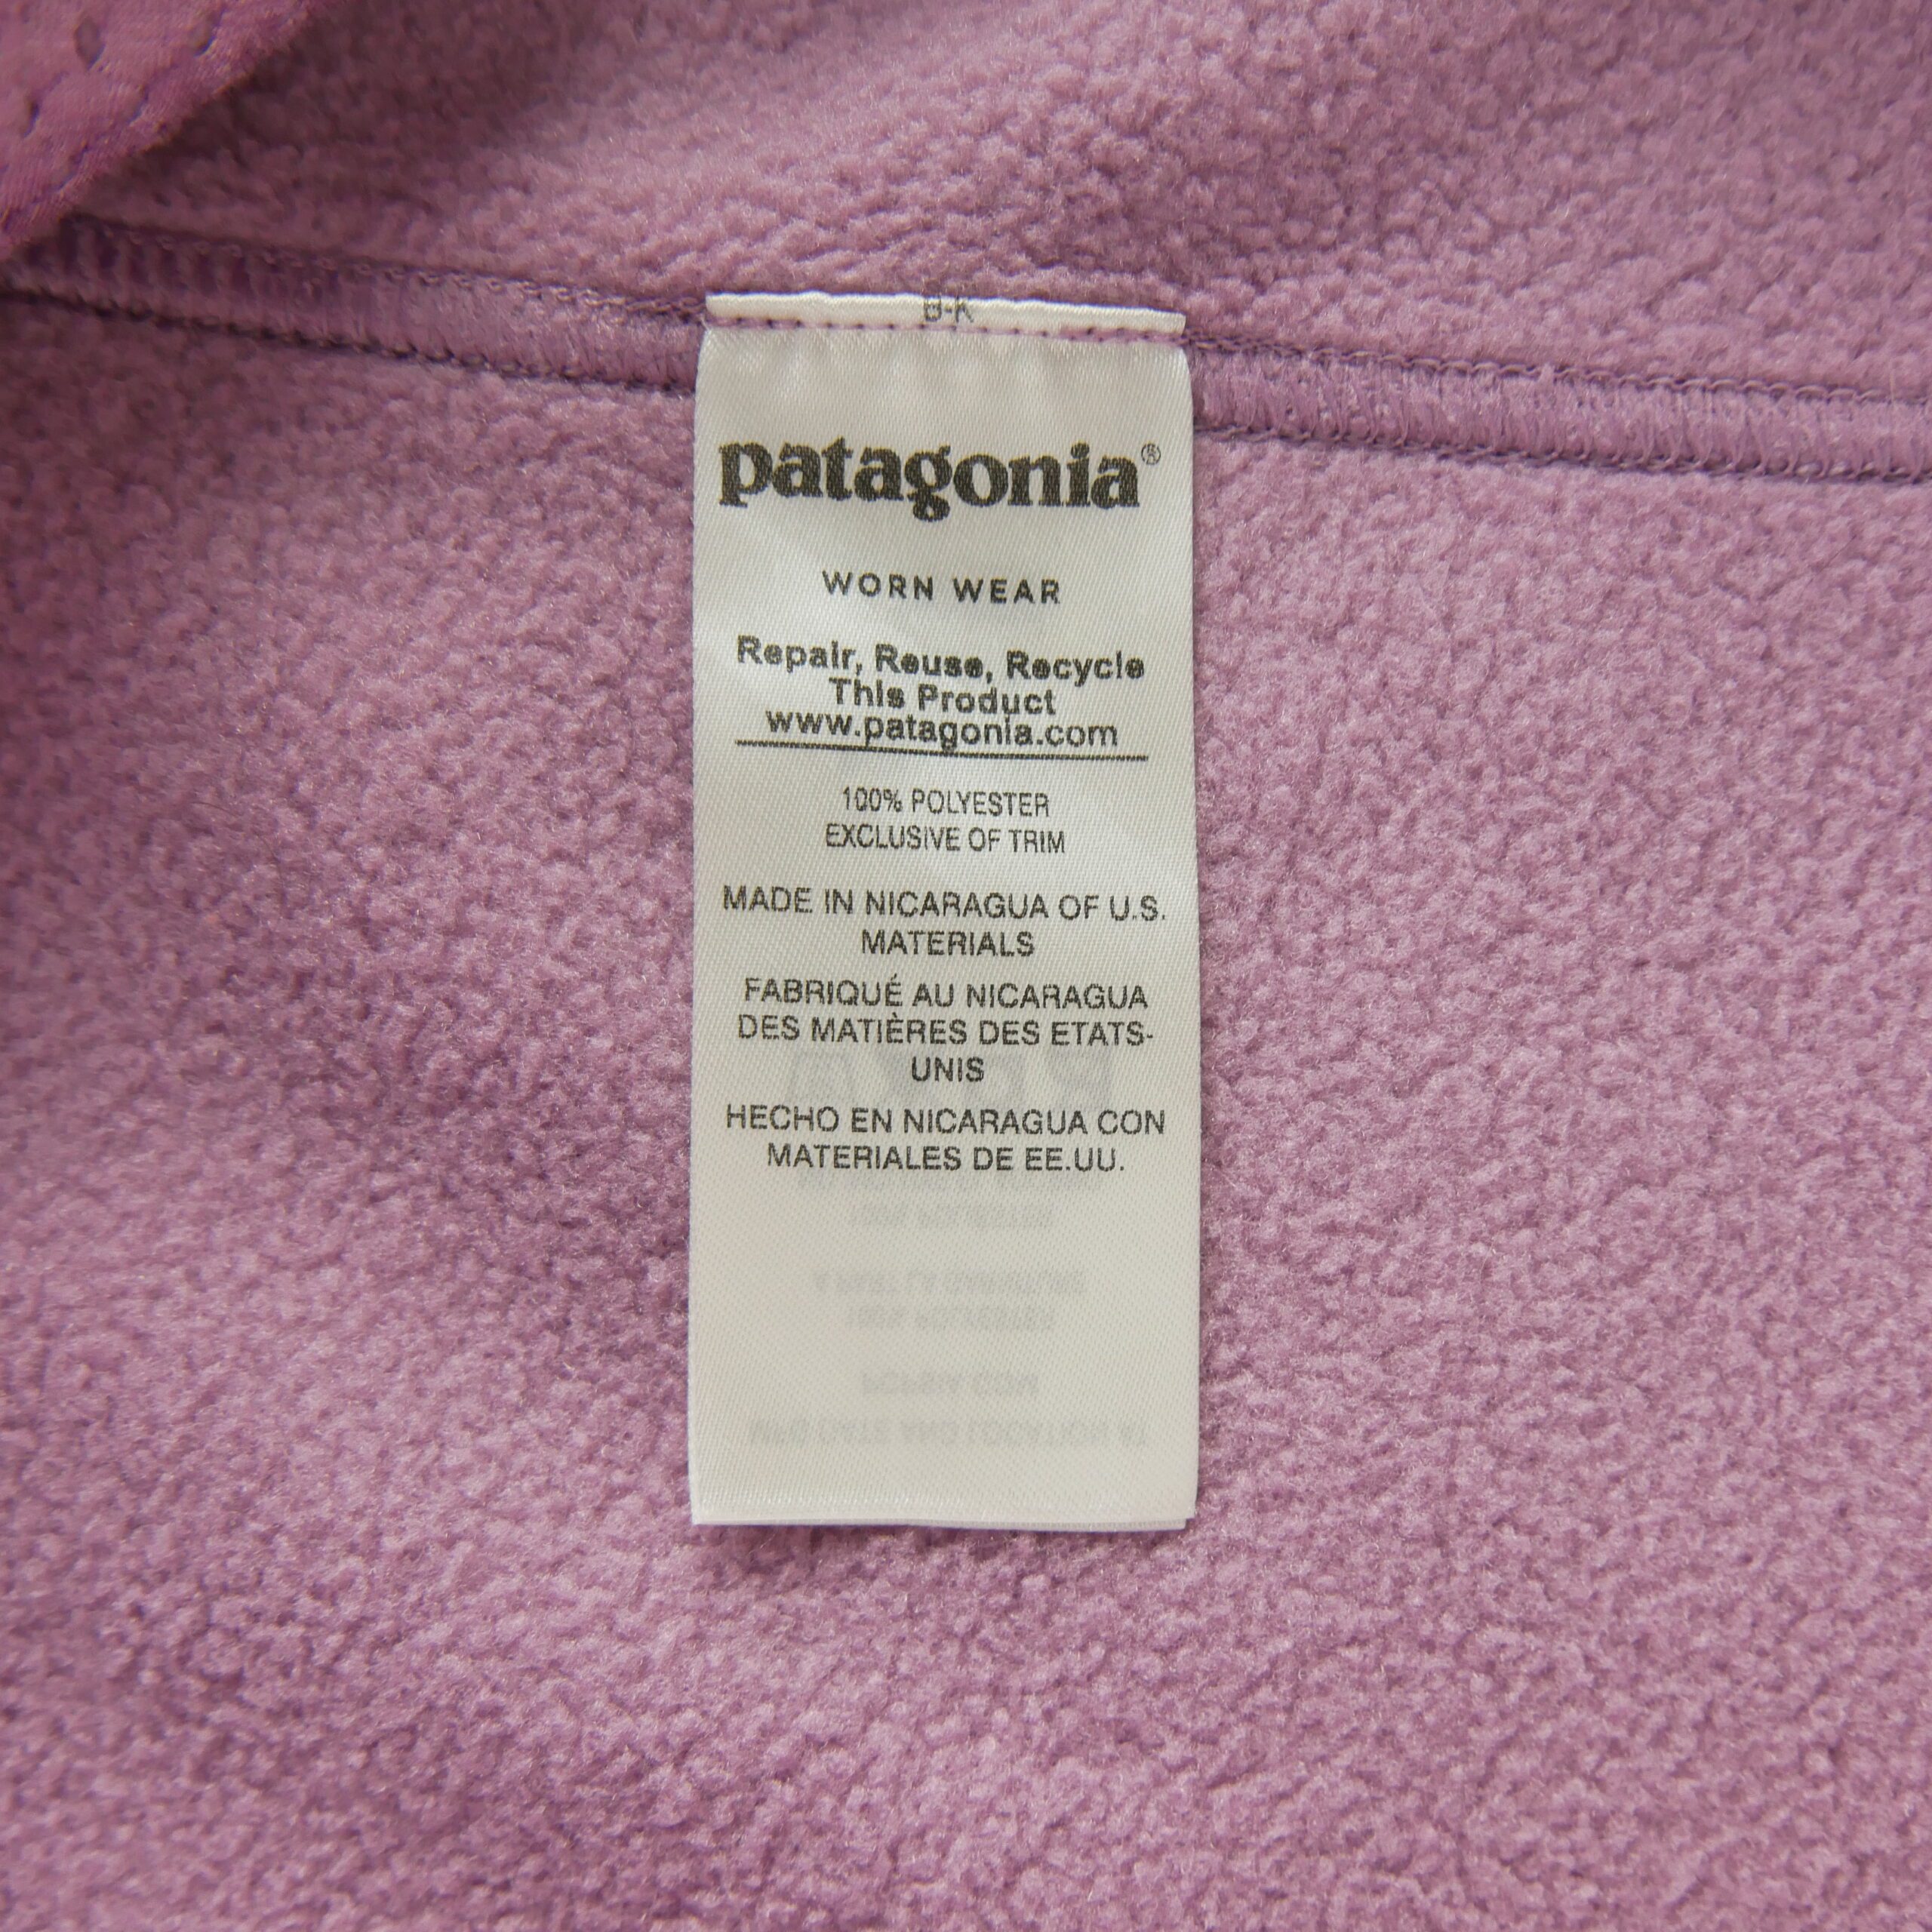 B-K
patagonia®
WORN WEAR
Repair, Reuse, Recycle
This Product
www.patagonia.com
100% POLYESTER
EXCLUSIVE OF TRIM
MADE IN NICARAGUA OF U.S.
MATERIALS
FABRIQUÉ AU NICARAGUA
DES MATIÈRES DES ETATS-
UNIS
HECHO EN NICARAGUA CON
MATERIALES DE EE.UU.